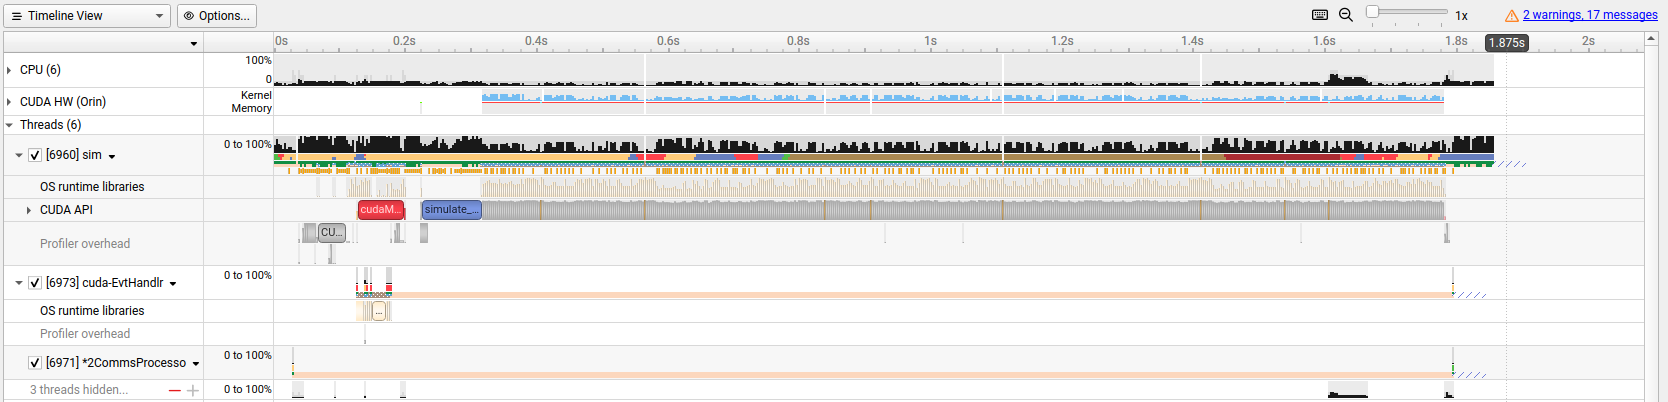 Timeline View
Options...
1x
2 warnings, 17 messages
0s 0.2s 0.4s 0.6s 0.8s 1s 1.2s 1.4s 1.6s 1.8s 2s
1.875s
CPU (6)
100%
0
CUDA HW (Orin)
Kernel
Memory
Threads (6)
[6960] sim
0 to 100%
OS runtime libraries
CUDA API
cudaM...
simulate_...
Profiler overhead
CU...
[6973] cuda-EvtHandlr
0 to 100%
OS runtime libraries
...
Profiler overhead
[6971] *2CommsProcesso
0 to 100%
3 threads hidden...
0 to 100%